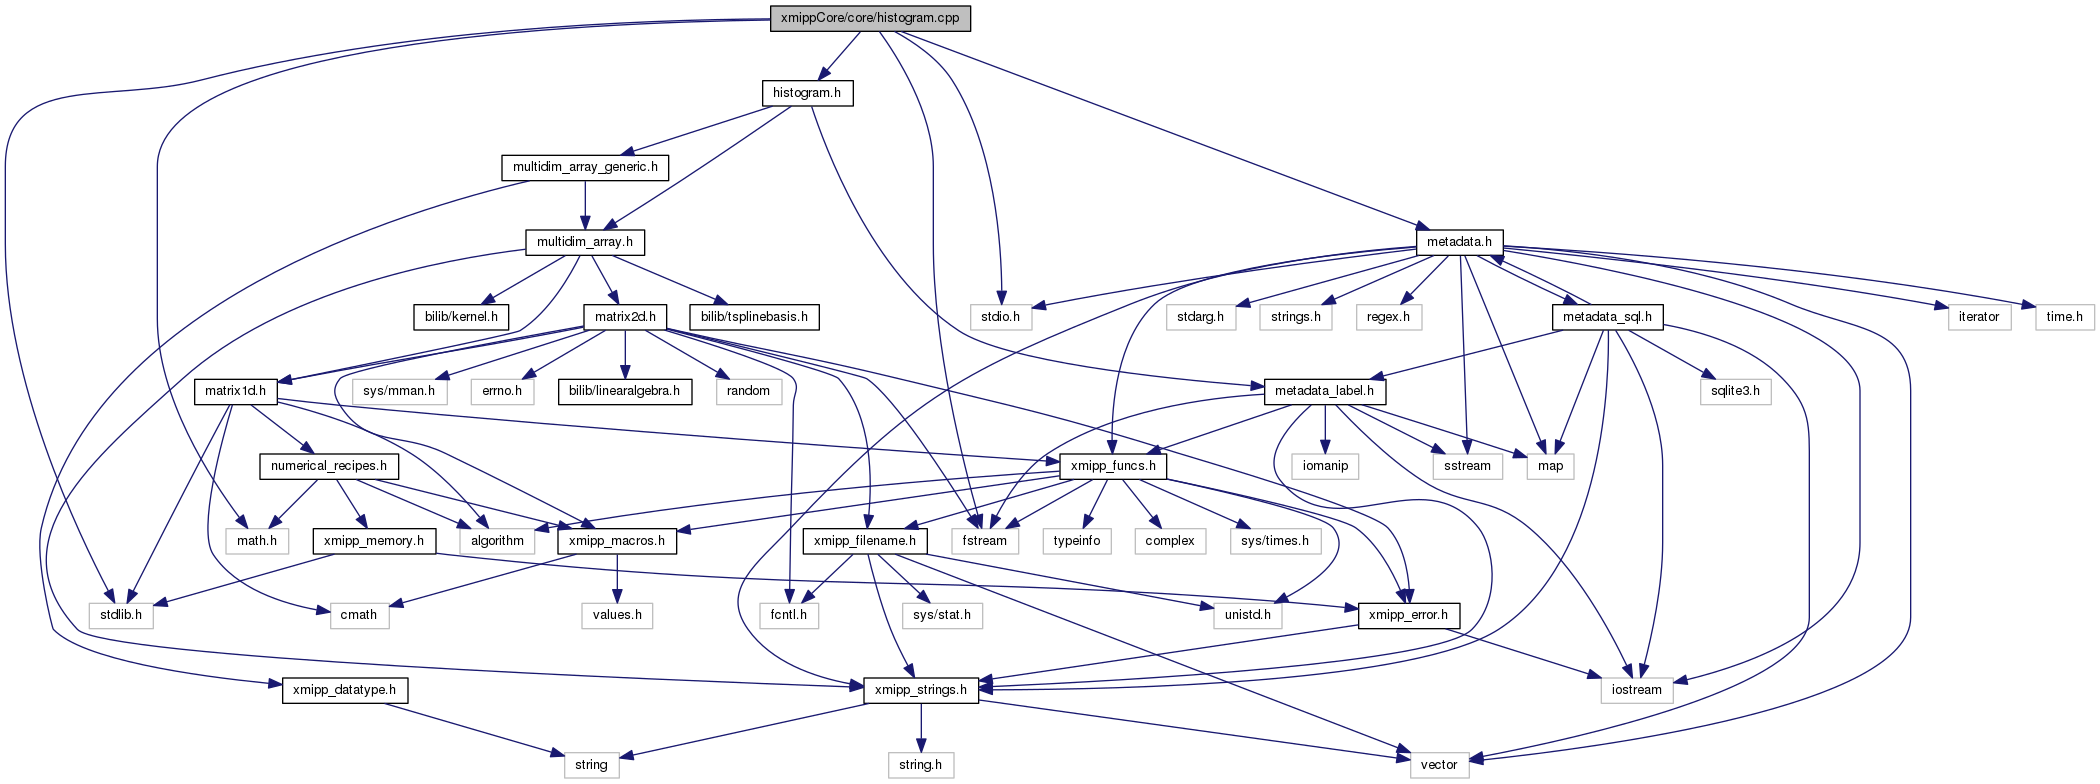 xmippCore/core/histogram.cpp
histogram.h
multidim_array_generic.h
multidim_array.h
metadata.h
bilib/kernel.h
matrix2d.h
bilib/tsplinebasis.h
stdio.h
stdarg.h
strings.h
regex.h
metadata_sql.h
iterator
time.h
matrix1d.h
sys/mman.h
errno.h
bilib/linearalgebra.h
random
metadata_label.h
sqlite3.h
numerical_recipes.h
xmipp_funcs.h
iomanip
sstream
map
math.h
xmipp_memory.h
algorithm
xmipp_macros.h
xmipp_filename.h
fstream
typeinfo
complex
sys/times.h
stdlib.h
cmath
values.h
fcntl.h
sys/stat.h
unistd.h
xmipp_error.h
xmipp_datatype.h
xmipp_strings.h
iostream
string
string.h
vector